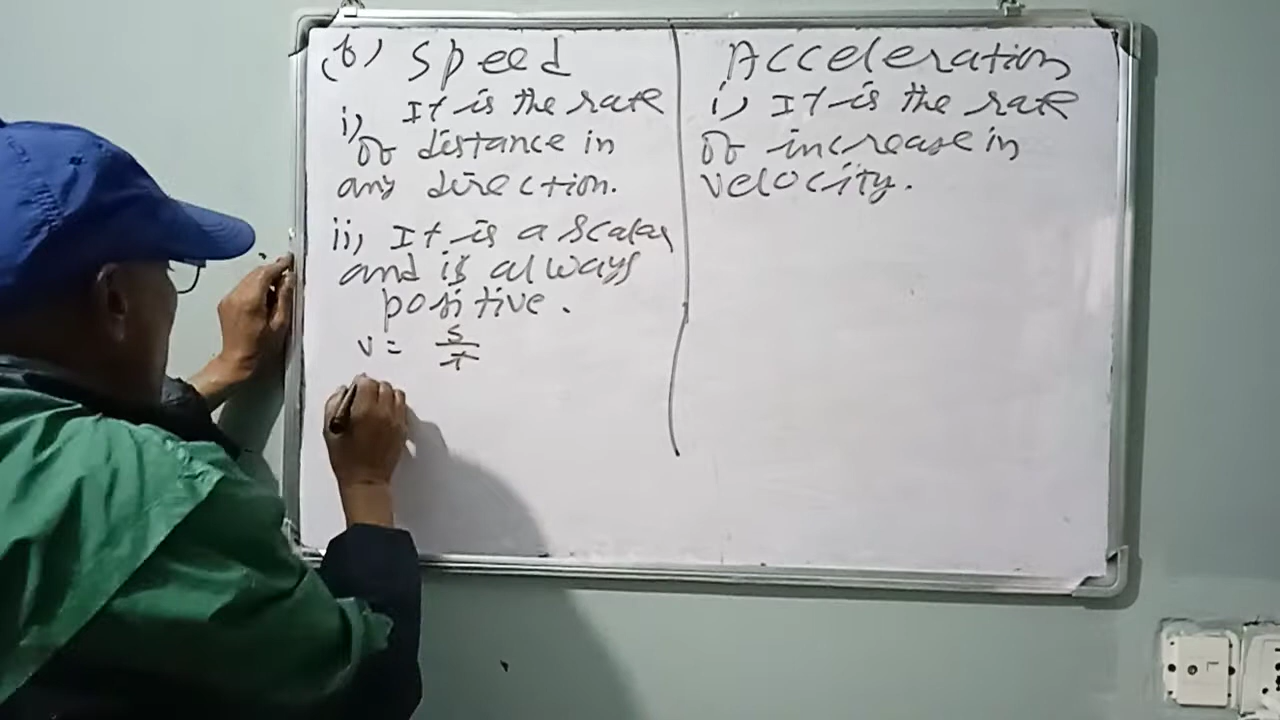 (b) Speed
i) It is the rate
of distance in
any direction.
ii) It is a scalar
and is always
positive.
v = s/t
Acceleration
i) It is the rate
of increase in
velocity.